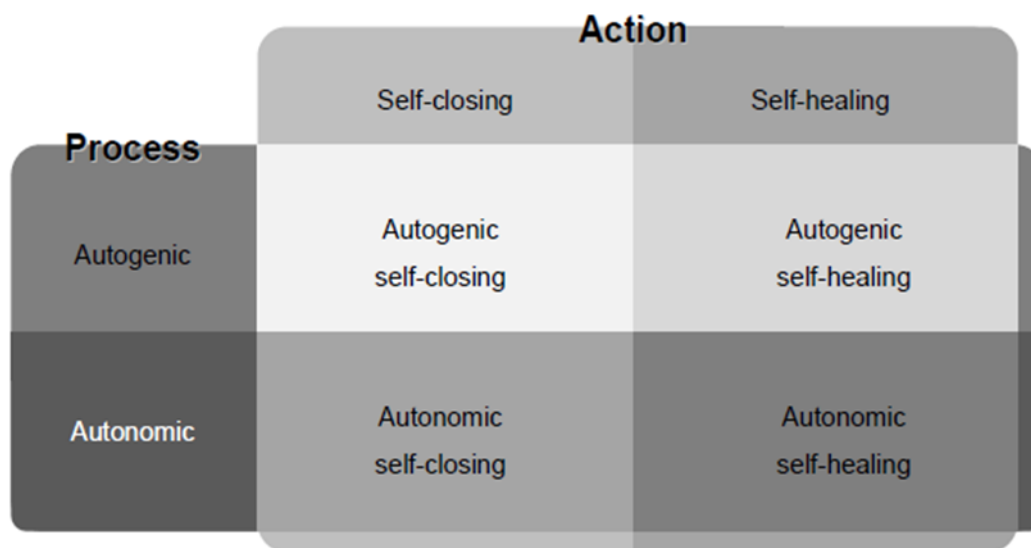 Action
Self-closing Self-healing
Process
Autogenic
Autogenic
self-closing
Autogenic
self-healing
Autonomic
Autonomic
self-closing
Autonomic
self-healing